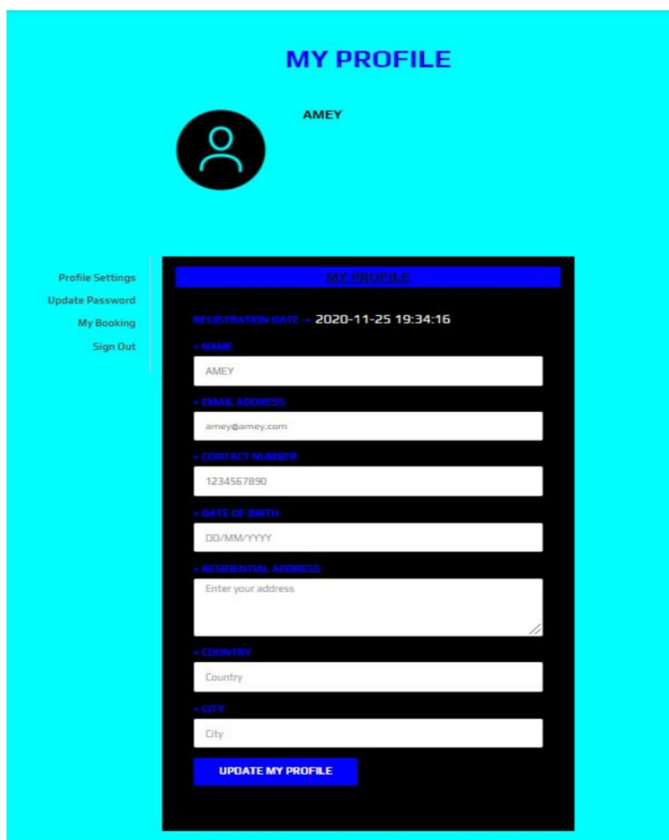 MY PROFILE
AMEY
Profile Settings
Update Password
My Booking
Sign Out
MY PROFILE
REGISTRATION DATE -> 2020-11-25 19:34:16
» NAME
AMEY
» EMAIL ADDRESS
amey@amey.com
» CONTACT NUMBER
1234567890
» DATE OF BIRTH
DD/MM/YYYY
» RESIDENTIAL ADDRESS
Enter your address
» COUNTRY
Country
» CITY
City
UPDATE MY PROFILE